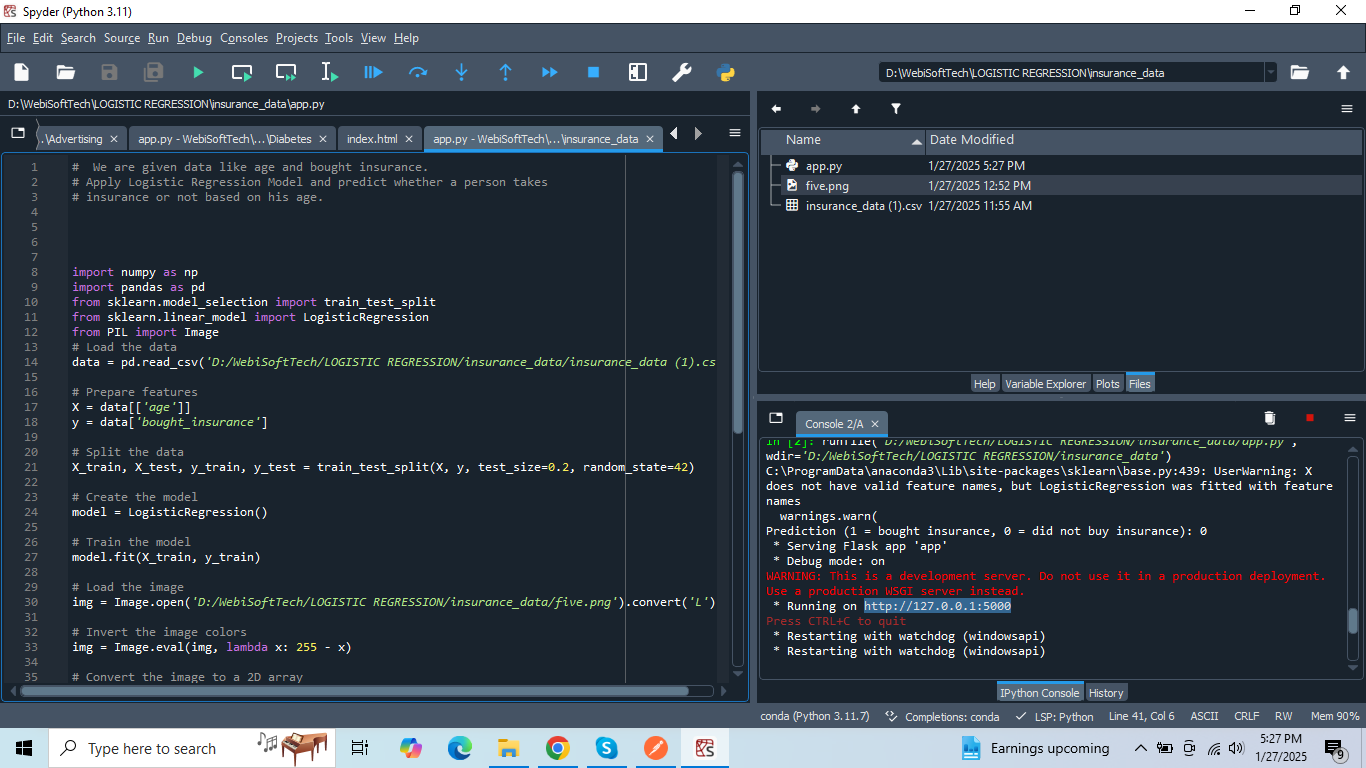 Spyder (Python 3.11)
File Edit Search Source Run Debug Consoles Projects Tools View Help
D:\WebiSoftTech\LOGISTIC REGRESSION\insurance_data
D:\WebiSoftTech\LOGISTIC REGRESSION\insurance_data\app.py
.\Advertising app.py - WebiSoftTech\...\Diabetes index.html app.py - WebiSoftTech\...\insurance_data
1 #  We are given data like age and bought insurance.
2 # Apply Logistic Regression Model and predict whether a person takes
3 # insurance or not based on his age.
4
5
6
7
8 import numpy as np
9 import pandas as pd
10 from sklearn.model_selection import train_test_split
11 from sklearn.linear_model import LogisticRegression
12 from PIL import Image
13 # Load the data
14 data = pd.read_csv('D:/WebiSoftTech/LOGISTIC REGRESSION/insurance_data/insurance_data (1).cs
15
16 # Prepare features
17 X = data[['age']]
18 y = data['bought_insurance']
19
20 # Split the data
21 X_train, X_test, y_train, y_test = train_test_split(X, y, test_size=0.2, random_state=42)
22
23 # Create the model
24 model = LogisticRegression()
25
26 # Train the model
27 model.fit(X_train, y_train)
28
29 # Load the image
30 img = Image.open('D:/WebiSoftTech/LOGISTIC REGRESSION/insurance_data/five.png').convert('L')
31
32 # Invert the image colors
33 img = Image.eval(img, lambda x: 255 - x)
34
35 # Convert the image to a 2D array
Name Date Modified
app.py 1/27/2025 5:27 PM
five.png 1/27/2025 12:52 PM
insurance_data (1).csv 1/27/2025 11:55 AM
Help Variable Explorer Plots Files
Console 2/A
In [2]: runfile('D:/WebiSoftTech/LOGISTIC REGRESSION/insurance_data/app.py',
wdir='D:/WebiSoftTech/LOGISTIC REGRESSION/insurance_data')
C:\ProgramData\anaconda3\Lib\site-packages\sklearn\base.py:439: UserWarning: X
does not have valid feature names, but LogisticRegression was fitted with feature
names
warnings.warn(
Prediction (1 = bought insurance, 0 = did not buy insurance): 0
* Serving Flask app 'app'
* Debug mode: on
WARNING: This is a development server. Do not use it in a production deployment.
Use a production WSGI server instead.
* Running on http://127.0.0.1:5000
Press CTRL+C to quit
* Restarting with watchdog (windowsapi)
* Restarting with watchdog (windowsapi)
IPython Console History
conda (Python 3.11.7) Completions: conda LSP: Python Line 41, Col 6 ASCII CRLF RW Mem 90%
Type here to search
Earnings upcoming
5:27 PM
1/27/2025
9